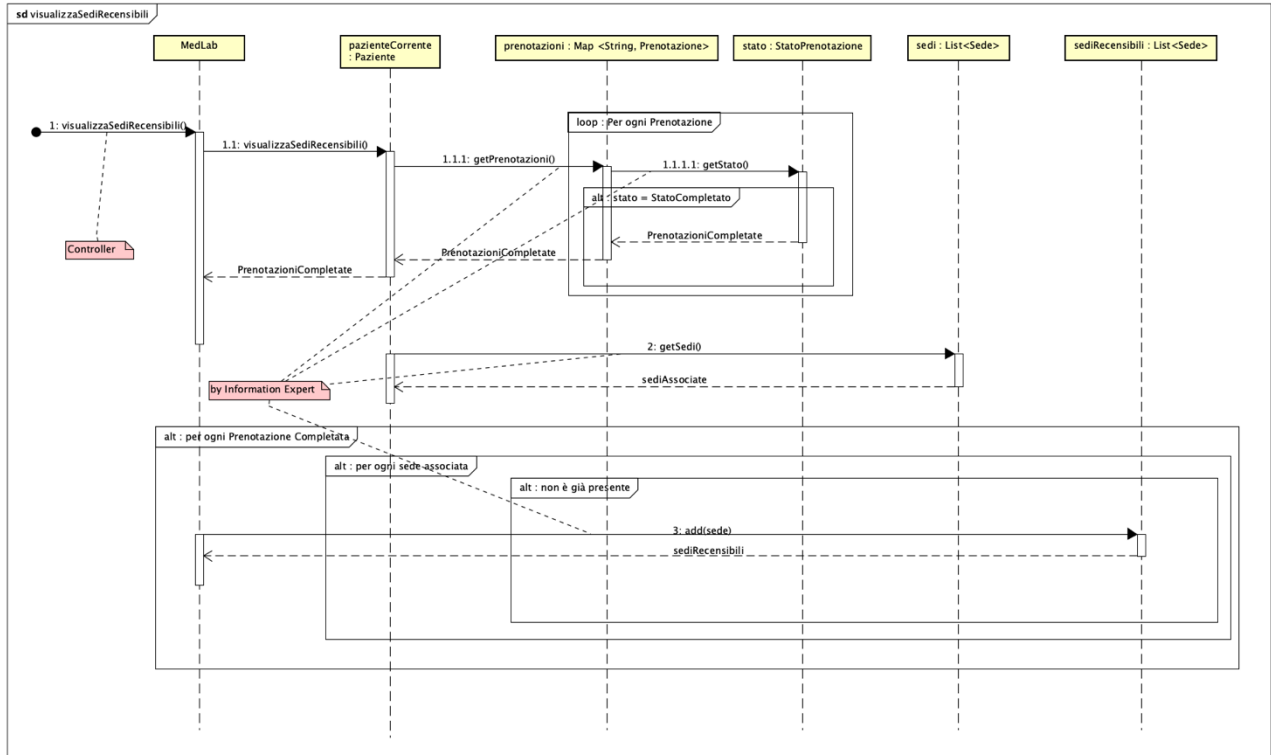 sd visualizzaSediRecensibili
MedLab
pazienteCorrente
: Paziente
prenotazioni : Map <String, Prenotazione>
stato : StatoPrenotazione
sedi : List<Sede>
sediRecensibili : List<Sede>
loop : Per ogni Prenotazione
1: visualizzaSediRecensibili()
1.1: visualizzaSediRecensibili()
1.1.1: getPrenotazioni()
1.1.1.1: getStato()
alt : stato = StatoCompletato
PrenotazioniCompletate
Controller
PrenotazioniCompletate
PrenotazioniCompletate
2: getSedi()
sediAssociate
by Information Expert
alt : per ogni Prenotazione Completata
alt : per ogni sede associata
alt : non è già presente
3: add(sede)
sediRecensibili